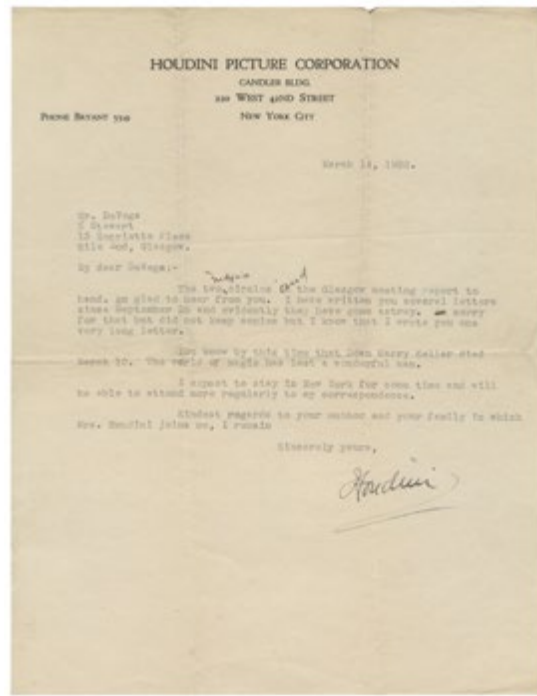 HOUDINI PICTURE CORPORATION
CANDLER BLDG.
220 WEST 42ND STREET
PHONE BRYANT NEW YORK CITY
March 14, 1922.
Mr. DeVega
Stewart
15 Place
Mile End, Glasgow.
My dear DeVega:-
magic and
The two circles the Glasgow meeting report to
hand. am glad to hear from you. I have written you several letters
since September 26 and evidently they have gone astray. sorry
for that but did not keep copies but I know that I wrote you one
very long letter.
You know by this time that Harry Kellar died
March 10. The world of magic has lost a wonderful man.
I expect to stay in New York for some time and will
be able to attend more regularly to my correspondence.
Kindest regards to your mother and your family in which
Mrs. Houdini joins me, I remain
Sincerely yours,
Houdini